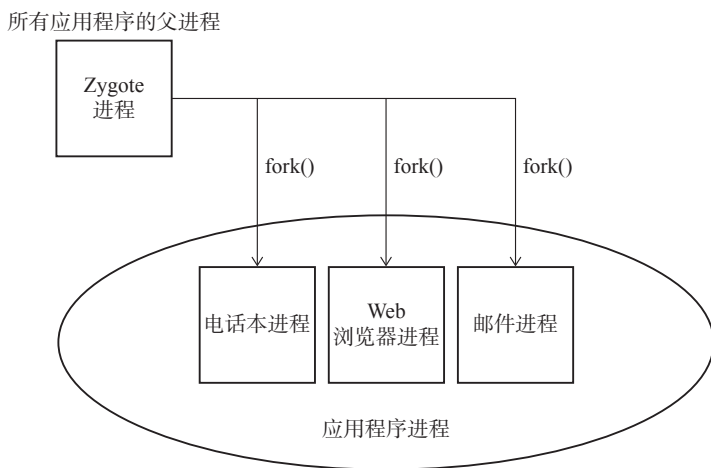 所有应用程序的父进程
Zygote
进程
fork()
fork()
fork()
电话本进程
Web
浏览器进程
邮件进程
应用程序进程